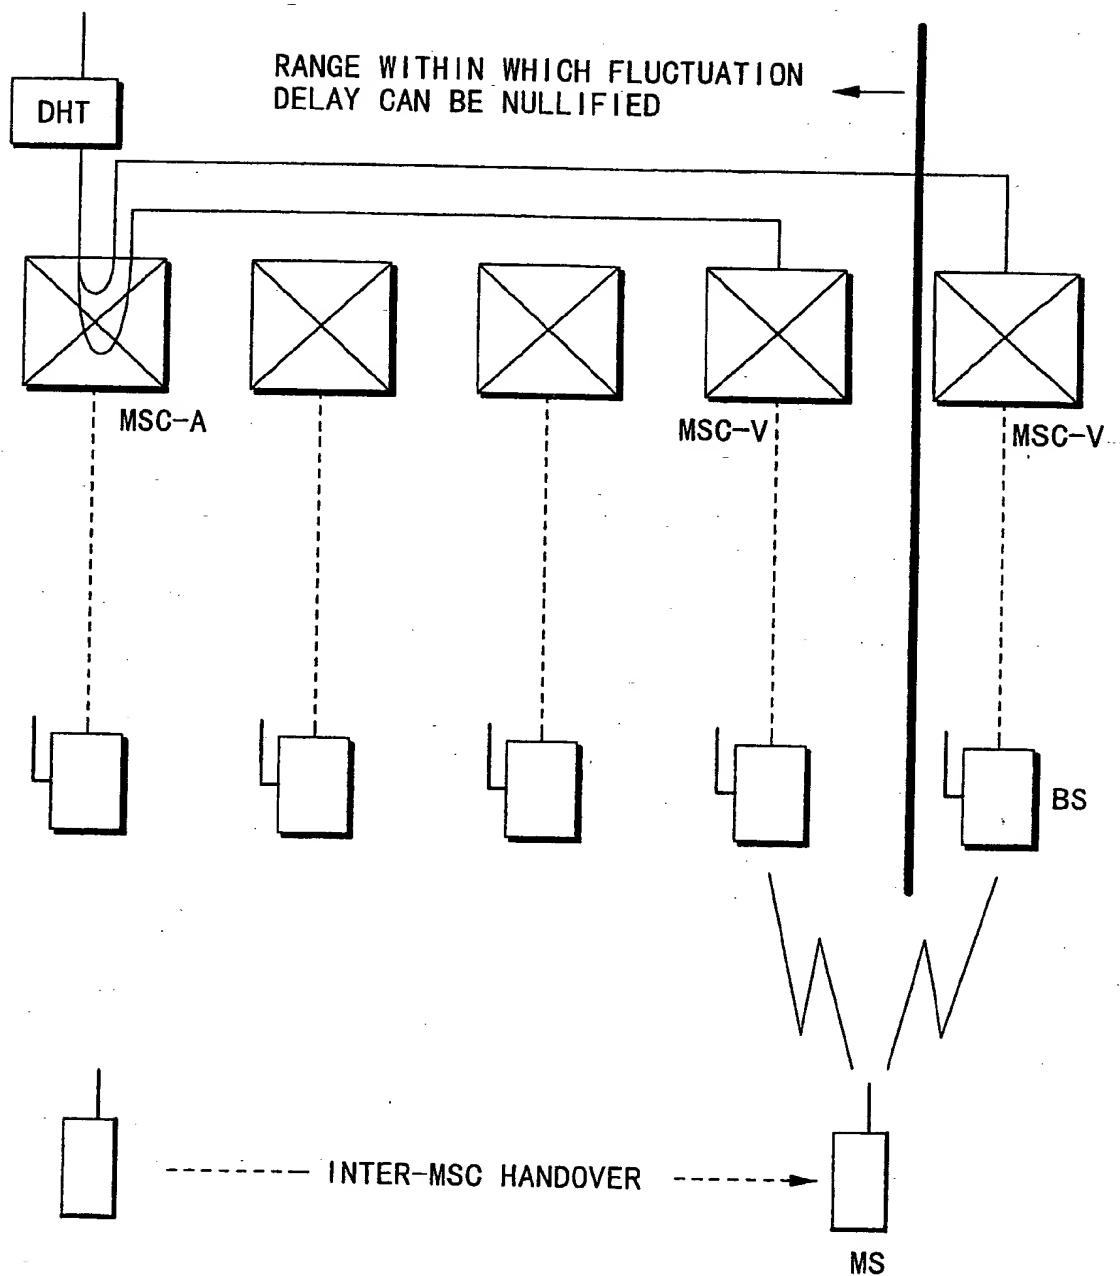 RANGE WITHIN WHICH FLUCTUATION
DELAY CAN BE NULLIFIED
DHT
MSC-A
MSC-V
MSC-V
BS
INTER-MSC HANDOVER
MS